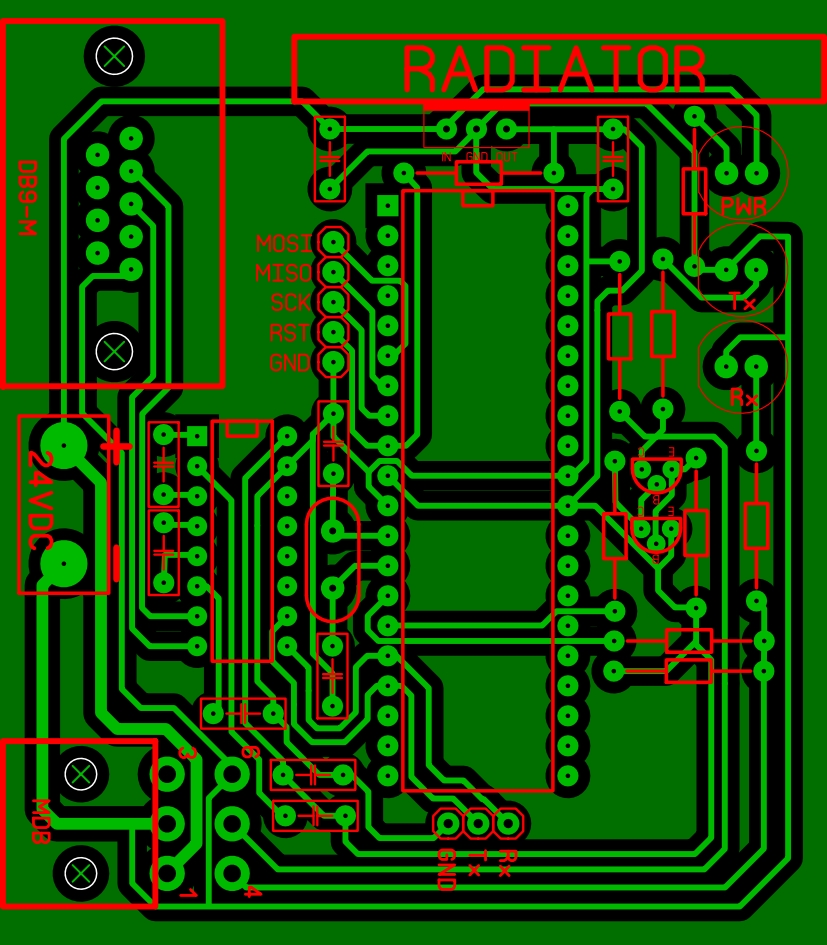 RADIATOR
IN GND OUT
DB9-M
PWR
MOSI
MISO
SCK
RST
GND
Tx
Rx
+
24VDC
-
3 6
MDB
1 4
GND
Tx
Rx